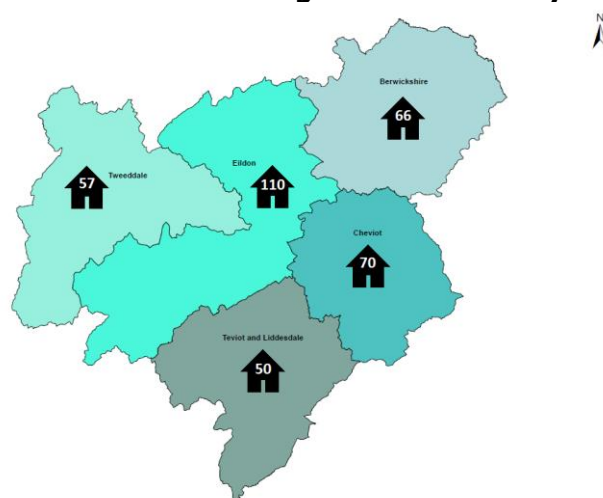 N
Berwickshire
66
Eildon
110
Tweeddale
57
Cheviot
70
Teviot and Liddesdale
50